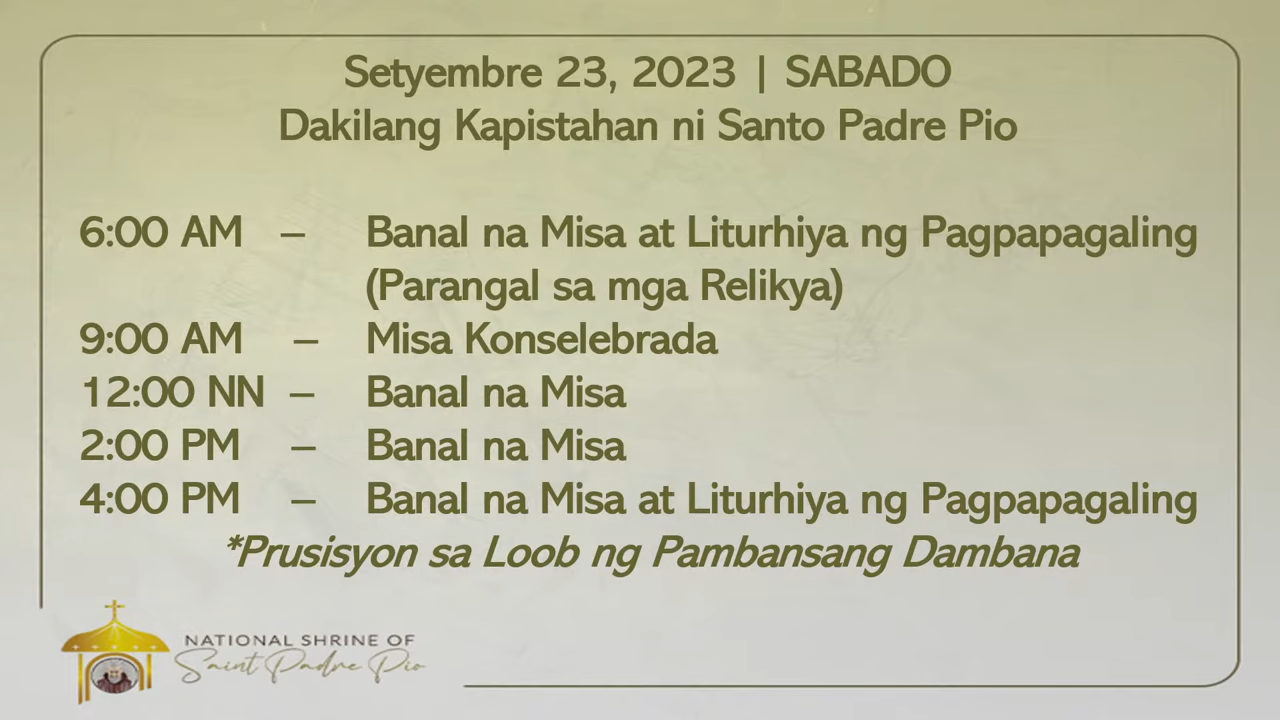 Setyembre 23, 2023 | SABADO
Dakilang Kapistahan ni Santo Padre Pio
6:00 AM – Banal na Misa at Liturhiya ng Pagpapagaling
(Parangal sa mga Relikya)
9:00 AM – Misa Konselebrada
12:00 NN – Banal na Misa
2:00 PM – Banal na Misa
4:00 PM – Banal na Misa at Liturhiya ng Pagpapagaling
*Prusisyon sa Loob ng Pambansang Dambana
NATIONAL SHRINE OF
Saint Padre Pio